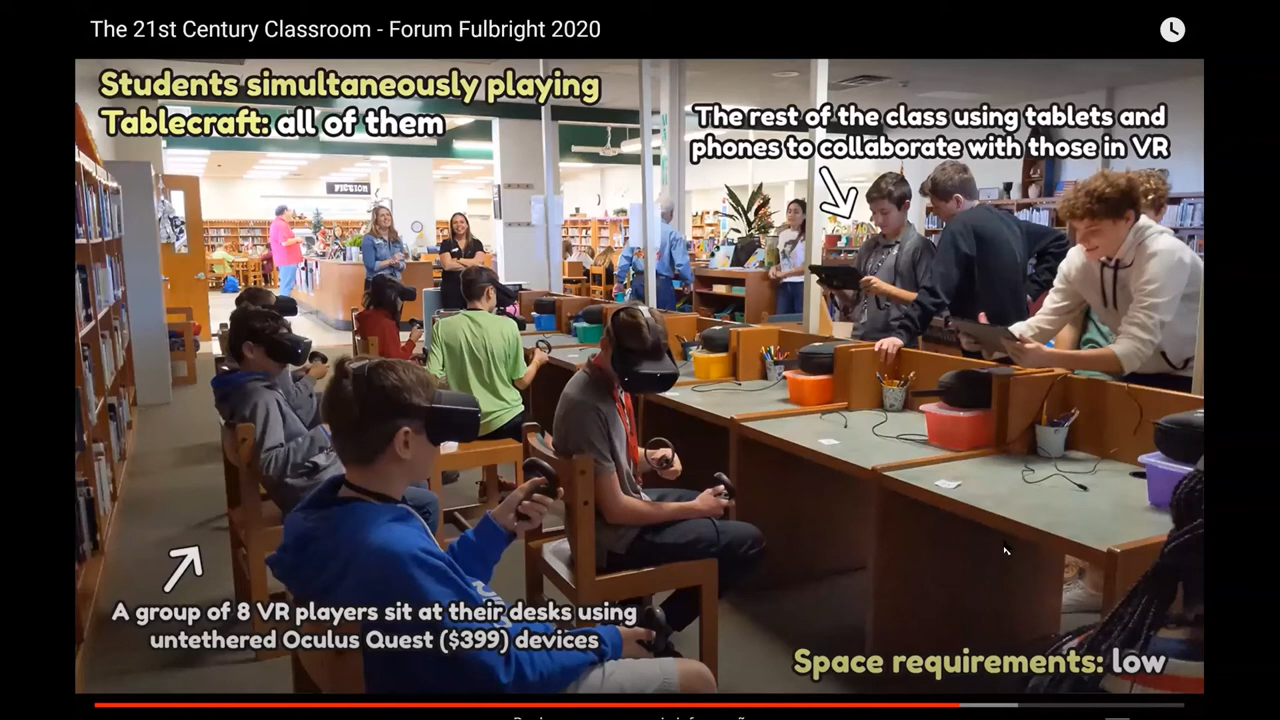 The 21st Century Classroom - Forum Fulbright 2020
Students simultaneously playing
Tablecraft: all of them
The rest of the class using tablets and
phones to collaborate with those in VR
FICTION
A group of 8 VR players sit at their desks using
untethered Oculus Quest ($399) devices
Space requirements: low